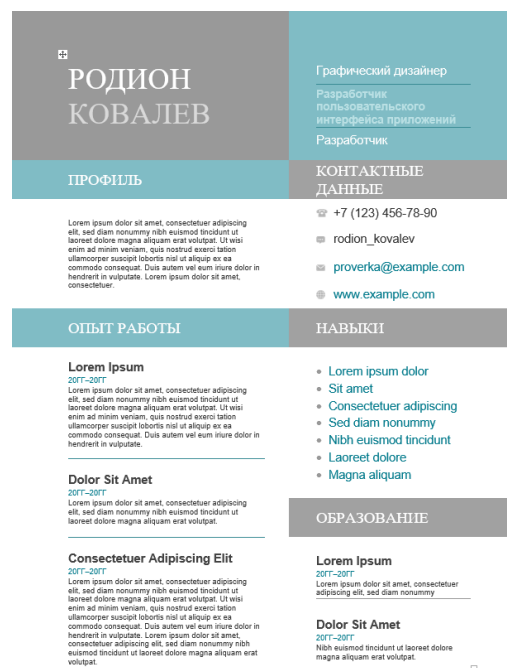 РОДИОН
КОВАЛЕВ
Графический дизайнер
Разработчик
пользовательского
интерфейса приложений
Разработчик
ПРОФИЛЬ
Lorem ipsum dolor sit amet, consectetuer adipiscing
elit, sed diam nonummy nibh euismod tincidunt ut
laoreet dolore magna aliquam erat volutpat. Ut wisi
enim ad minim veniam, quis nostrud exerci tation
ullamcorper suscipit lobortis nisl ut aliquip ex ea
commodo consequat. Duis autem vel eum iriure dolor in
hendrerit in vulputate. Lorem ipsum dolor sit amet,
consectetuer.
КОНТАКТНЫЕ
ДАННЫЕ
+7 (123) 456-78-90
rodion_kovalev
proverka@example.com
www.example.com
ОПЫТ РАБОТЫ
Lorem Ipsum
20ГГ–20ГГ
Lorem ipsum dolor sit amet, consectetuer adipiscing
elit, sed diam nonummy nibh euismod tincidunt ut
laoreet dolore magna aliquam erat volutpat. Ut wisi
enim ad minim veniam, quis nostrud exerci tation
ullamcorper suscipit lobortis nisl ut aliquip ex ea
commodo consequat. Duis autem vel eum iriure dolor in
hendrerit in vulputate.
Dolor Sit Amet
20ГГ–20ГГ
Lorem ipsum dolor sit amet, consectetuer adipiscing
elit, sed diam nonummy nibh euismod tincidunt ut
laoreet dolore magna aliquam erat volutpat.
Consectetuer Adipiscing Elit
20ГГ–20ГГ
Lorem ipsum dolor sit amet, consectetuer adipiscing
elit, sed diam nonummy nibh euismod tincidunt ut
laoreet dolore magna aliquam erat volutpat. Ut wisi
enim ad minim veniam, quis nostrud exerci tation
ullamcorper suscipit lobortis nisl ut aliquip ex ea
commodo consequat. Duis autem vel eum iriure dolor in
hendrerit in vulputate. Lorem ipsum dolor sit amet,
consectetuer adipiscing elit, sed diam nonummy nibh
euismod tincidunt ut laoreet dolore magna aliquam erat
volutpat.
НАВЫКИ
Lorem ipsum dolor
Sit amet
Consectetuer adipiscing
Sed diam nonummy
Nibh euismod tincidunt
Laoreet dolore
Magna aliquam
ОБРАЗОВАНИЕ
Lorem Ipsum
20ГГ–20ГГ
Lorem ipsum dolor sit amet, consectetuer
adipiscing elit, sed diam nonummy
Dolor Sit Amet
20ГГ–20ГГ
Nibh euismod tincidunt ut laoreet dolore
magna aliquam erat volutpat.